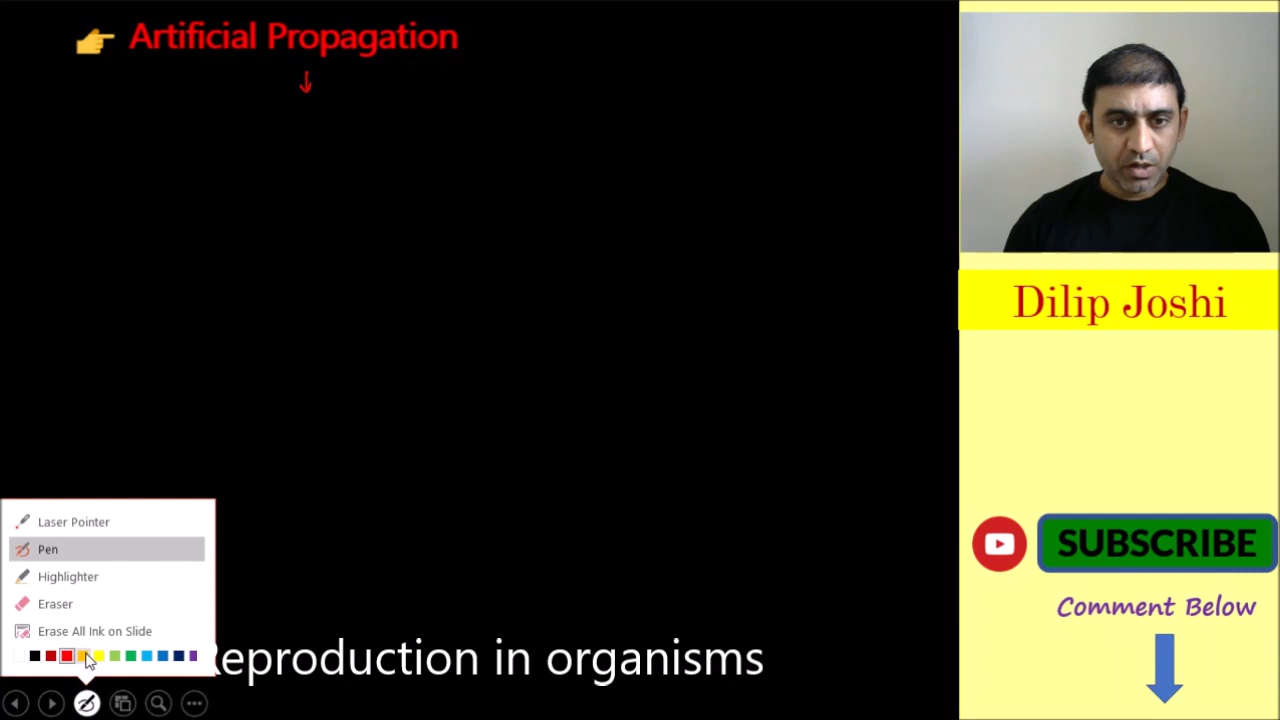 👉 Artificial Propagation
↓
Dilip Joshi
SUBSCRIBE
Comment Below
Laser Pointer
Pen
Highlighter
Eraser
Erase All Ink on Slide
Reproduction in organisms